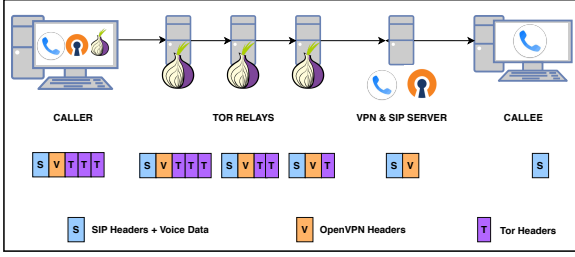 CALLER TOR RELAYS VPN & SIP SERVER CALLEE
S V T T T S V T T T S V T T S V T S V S
S SIP Headers + Voice Data V OpenVPN Headers T Tor Headers